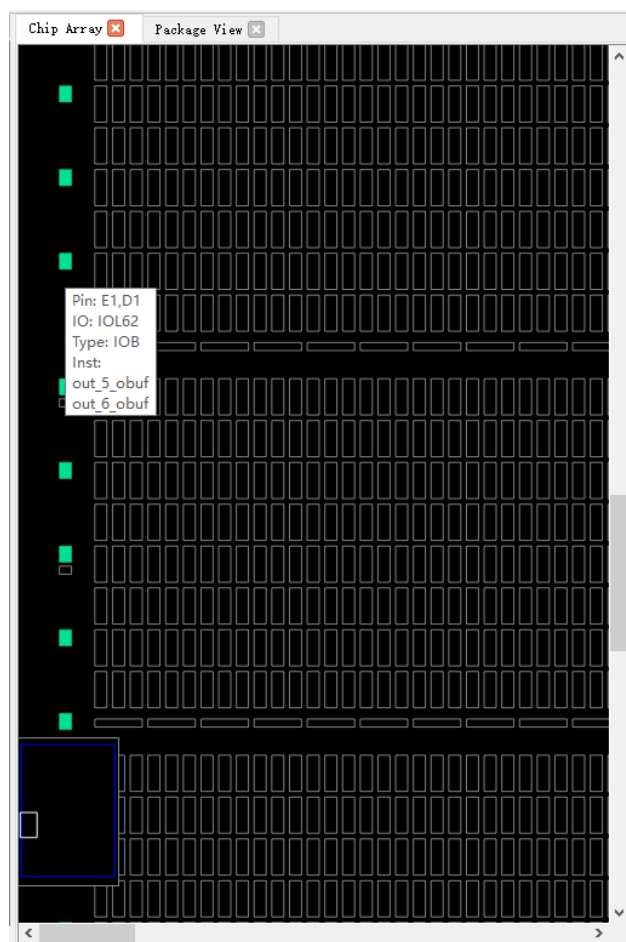 Chip Array Package View
Pin: E1,D1
IO: IOL62
Type: IOB
Inst:
out_5_obuf
out_6_obuf